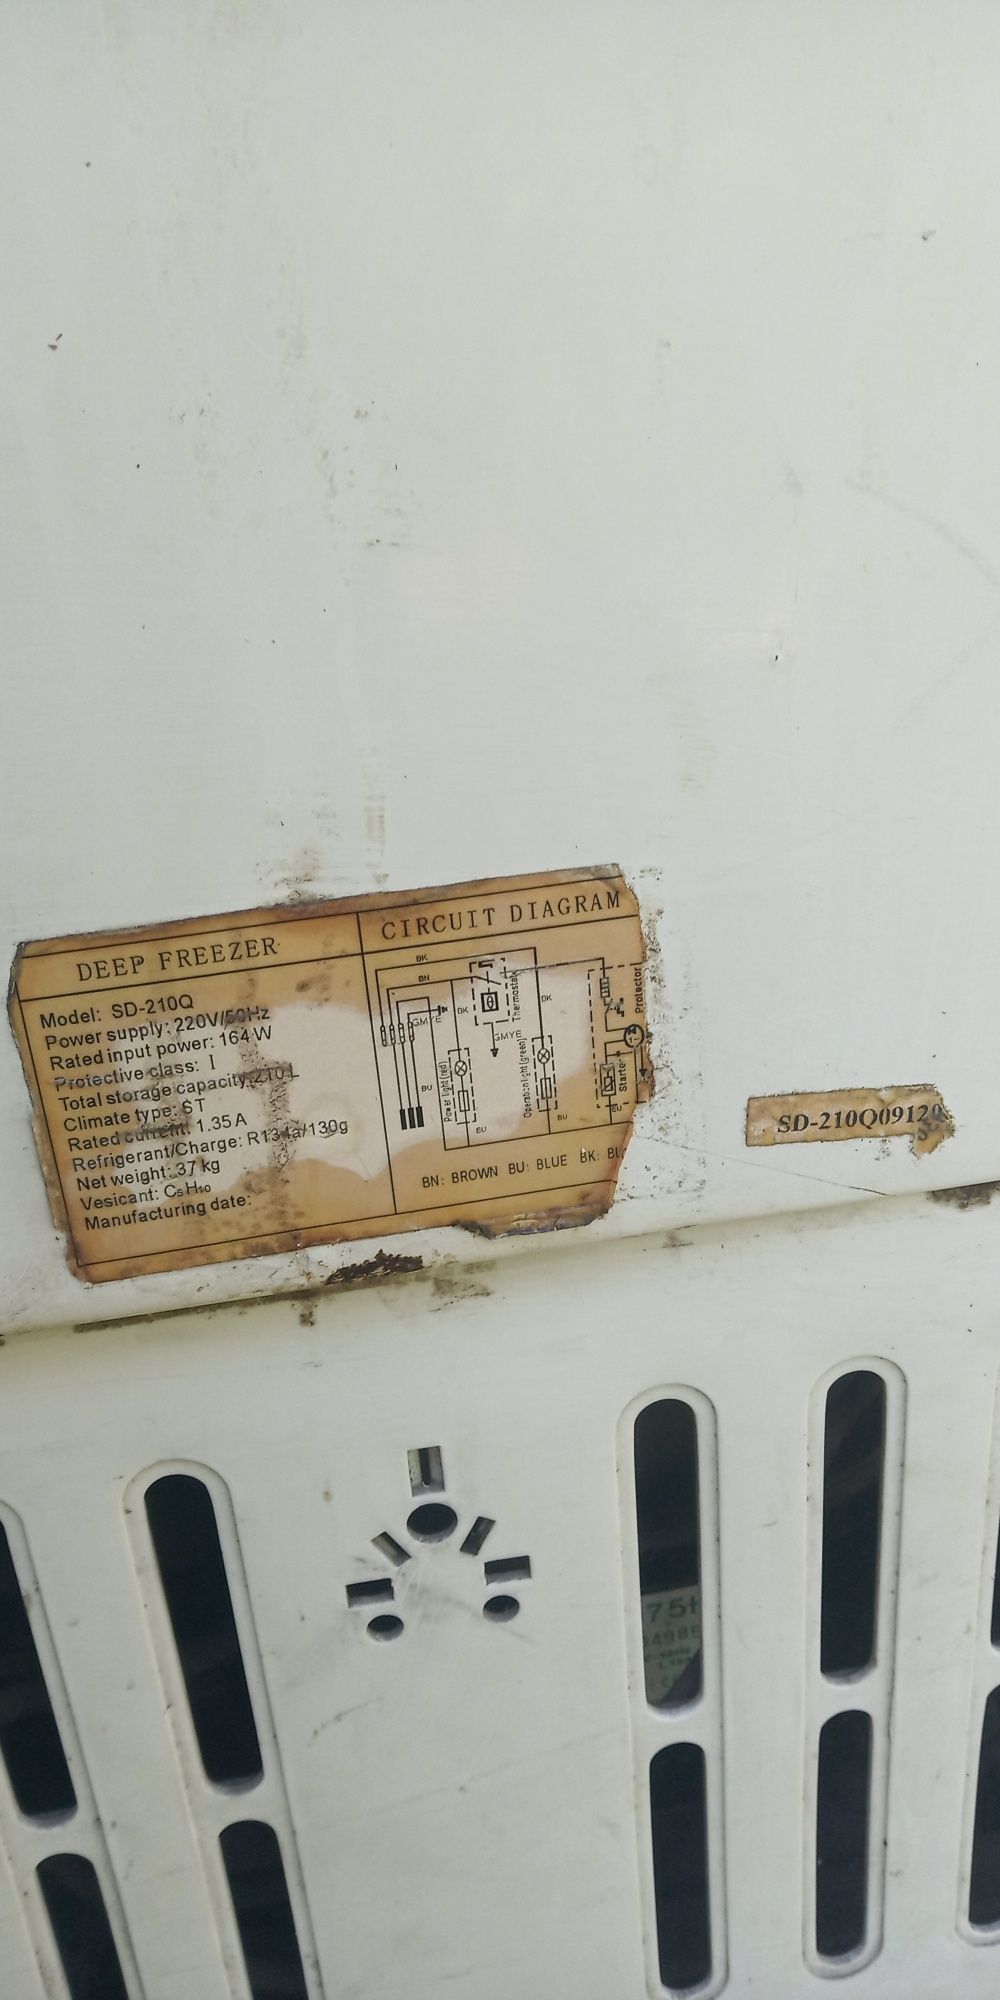 DEEP FREEZER
Model: SD-210Q
Power supply: 220V/50Hz
Rated input power: 164W
Protective class: I
Total storage capacity: 210 L
Climate type: ST
Rated current: 1.35 A
Refrigerant/Charge: R134a/130g
Net weight: 37 kg
Vesicant: C₅H₁₀
Manufacturing date:
CIRCUIT DIAGRAM
BK
BN
GMYE
BK
BU
Power light(red)
BU
Thermostat
GMYE
BK
Operation light(green)
BU
Protector
Starter
BU
BN: BROWN BU: BLUE BK:
SD-210Q09120
75